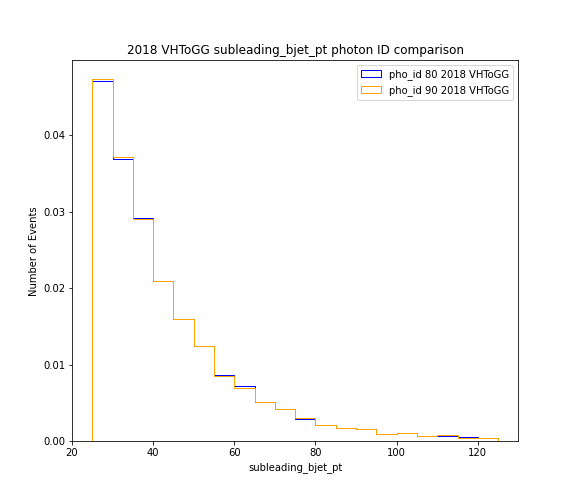 2018 VHToGG subleading_bjet_pt photon ID comparison
pho_id 80 2018 VHToGG
pho_id 90 2018 VHToGG
Number of Events
0.04
0.03
0.02
0.01
0.00
20 40 60 80 100 120
subleading_bjet_pt